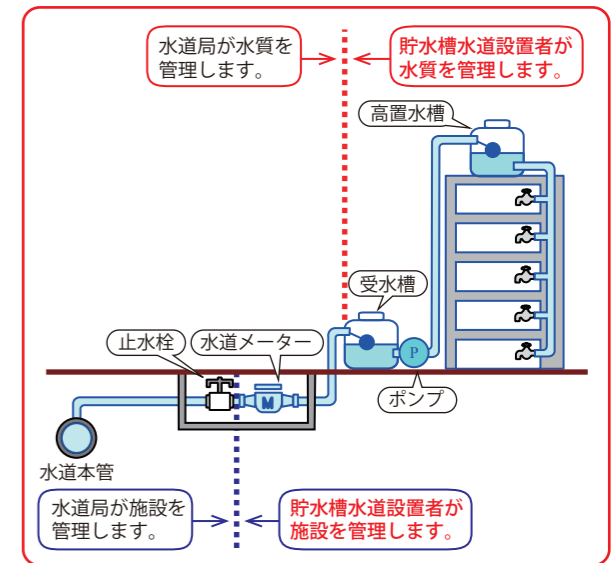 水道局が水質を
管理します。
貯水槽水道設置者が
水質を管理します。
高置水槽
受水槽
止水栓
水道メーター
P
M
ポンプ
水道本管
水道局が施設を
管理します。
貯水槽水道設置者が
施設を管理します。